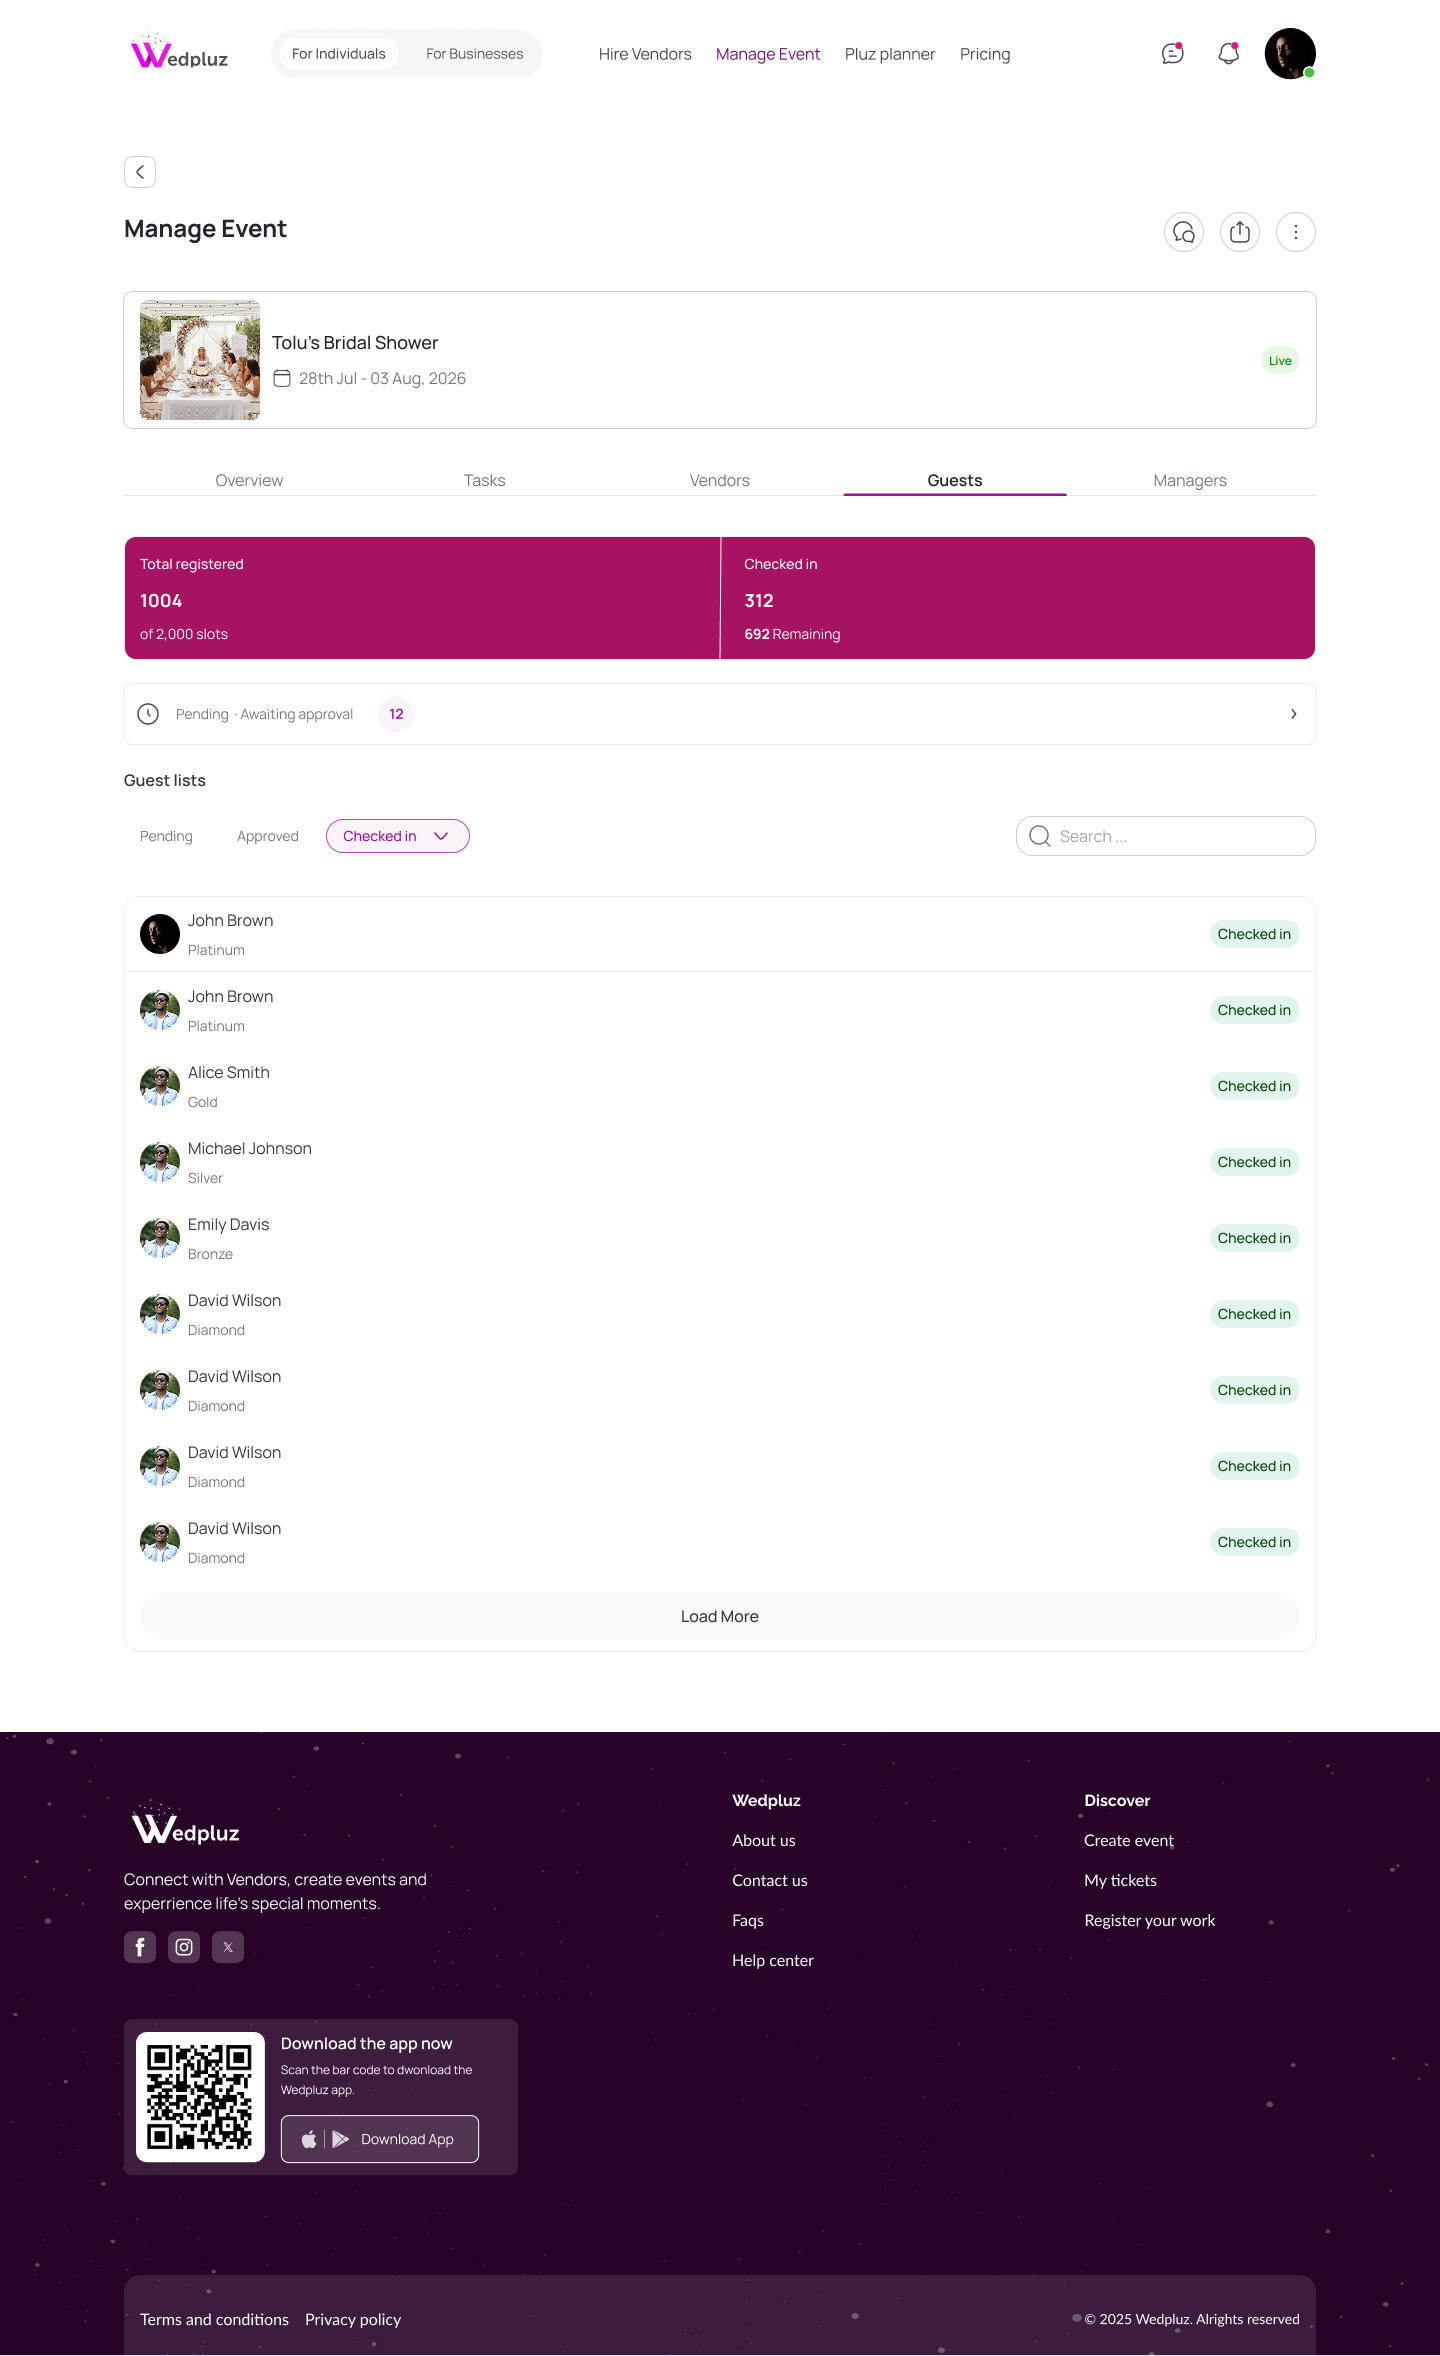 Wedpluz
For Individuals
For Businesses
Hire Vendors
Manage Event
Pluz planner
Pricing
Manage Event
Tolu's Bridal Shower
28th Jul - 03 Aug, 2026
Live
Overview
Tasks
Vendors
Guests
Managers
Total registered
1004
of 2,000 slots
Checked in
312
692 Remaining
Pending · Awaiting approval
12
Guest lists
Pending
Approved
Checked in
Search ...
John Brown
Platinum
Checked in
John Brown
Platinum
Checked in
Alice Smith
Gold
Checked in
Michael Johnson
Silver
Checked in
Emily Davis
Bronze
Checked in
David Wilson
Diamond
Checked in
David Wilson
Diamond
Checked in
David Wilson
Diamond
Checked in
David Wilson
Diamond
Checked in
Load More
Wedpluz
Connect with Vendors, create events and
experrience life's special moments.
Download the app now
Scan the bar code to dwonload the
Wedpluz app.
Download App
Wedpluz
About us
Contact us
Faqs
Help center
Discover
Create event
My tickets
Register your work
Terms and conditions
Privacy policy
© 2025 Wedpluz. Alrights reserved